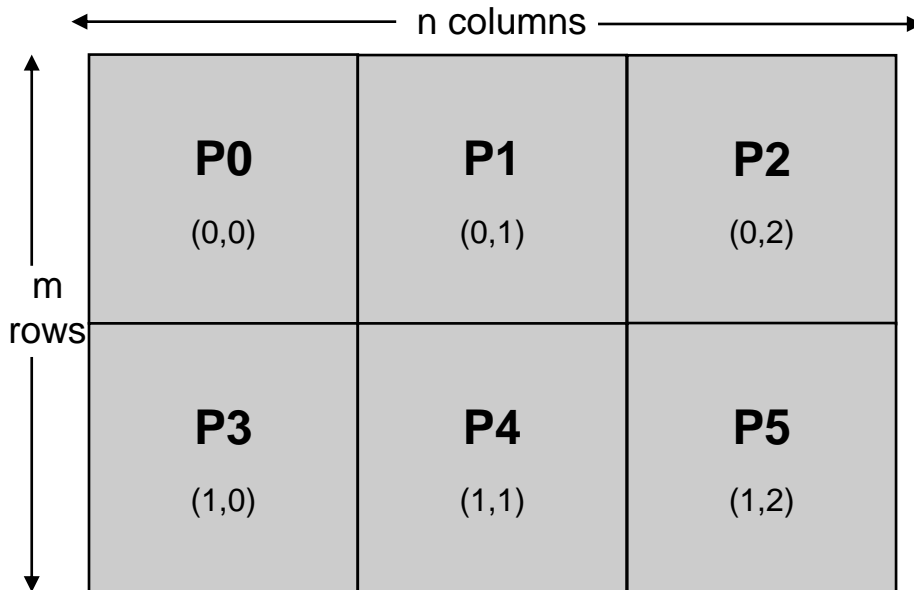 n columns
P0
P1
P2
(0,0)
(0,1)
(0,2)
m
rows
P3
P4
P5
(1,0)
(1,1)
(1,2)